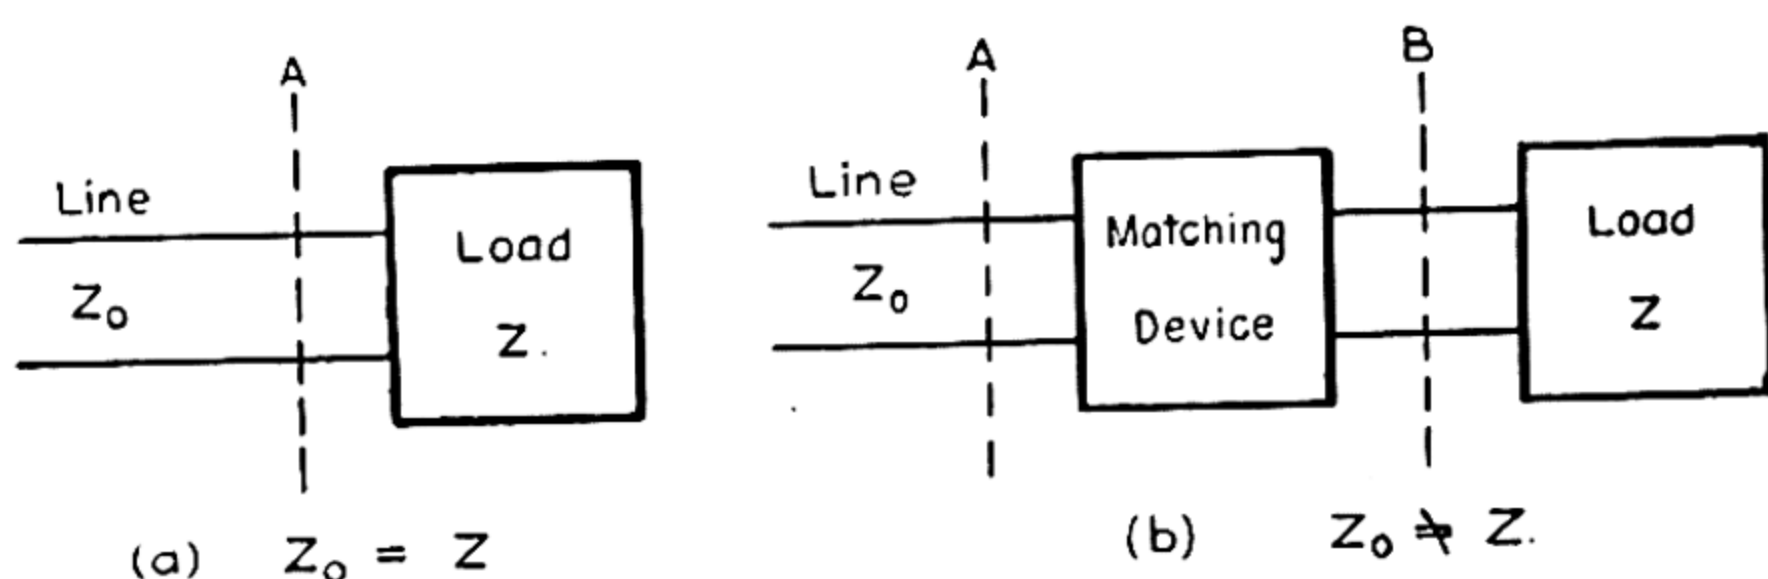 A
Line
Z₀
Load
Z.
(a) Z₀ = Z
A
B
Line
Z₀
Matching
Device
Load
Z
(b) Z₀ ≠ Z.